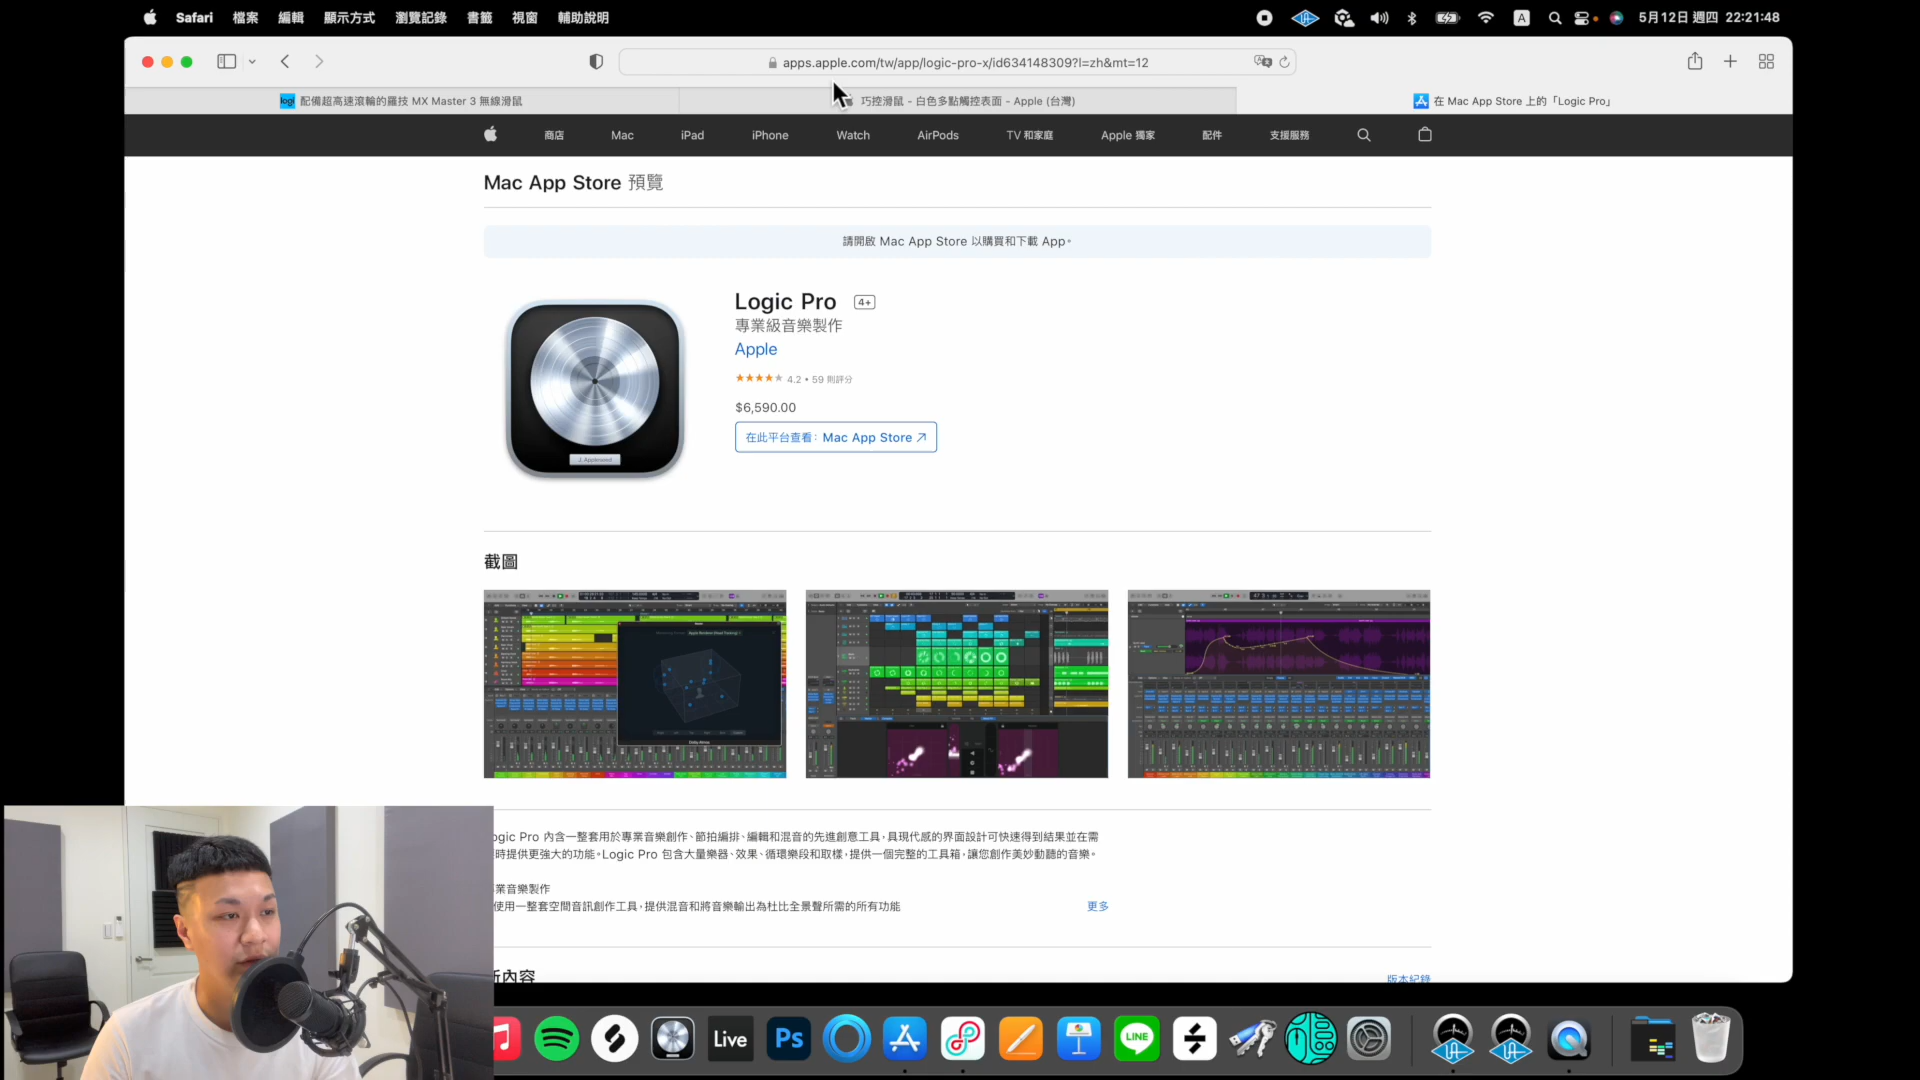 Safari 檔案 編輯 顯示方式 瀏覽記錄 書籤 視窗 輔助說明
A
5月12日 週四 22:21:48
apps.apple.com/tw/app/logic-pro-x/id634148309?l=zh&mt=12
logi 配備超高速滾輪的羅技 MX Master 3 無線滑鼠
巧控滑鼠 - 白色多點觸控表面 - Apple (台灣)
在 Mac App Store 上的「Logic Pro」
商店 Mac iPad iPhone Watch AirPods TV 和家庭 Apple 獨家 配件 支援服務
Mac App Store 預覽
請開啟 Mac App Store 以購買和下載 App。
Logic Pro 4+
專業級音樂製作
Apple
4.2 • 59 則評分
$6,590.00
在此平台查看: Mac App Store ↗
J.Appleseed
截圖
ogic Pro 內含一整套用於專業音樂創作、節拍編排、編輯和混音的先進創意工具，具現代感的界面設計可快速得到結果並在需
時提供更強大的功能。Logic Pro 包含大量樂器、效果、循環樂段和取樣，提供一個完整的工具箱，讓您創作美妙動聽的音樂。
業音樂製作
使用一整套空間音訊創作工具，提供混音和將音樂輸出為杜比全景聲所需的所有功能
更多
新內容
版本紀錄
Live
Ps
LINE
UA
UA